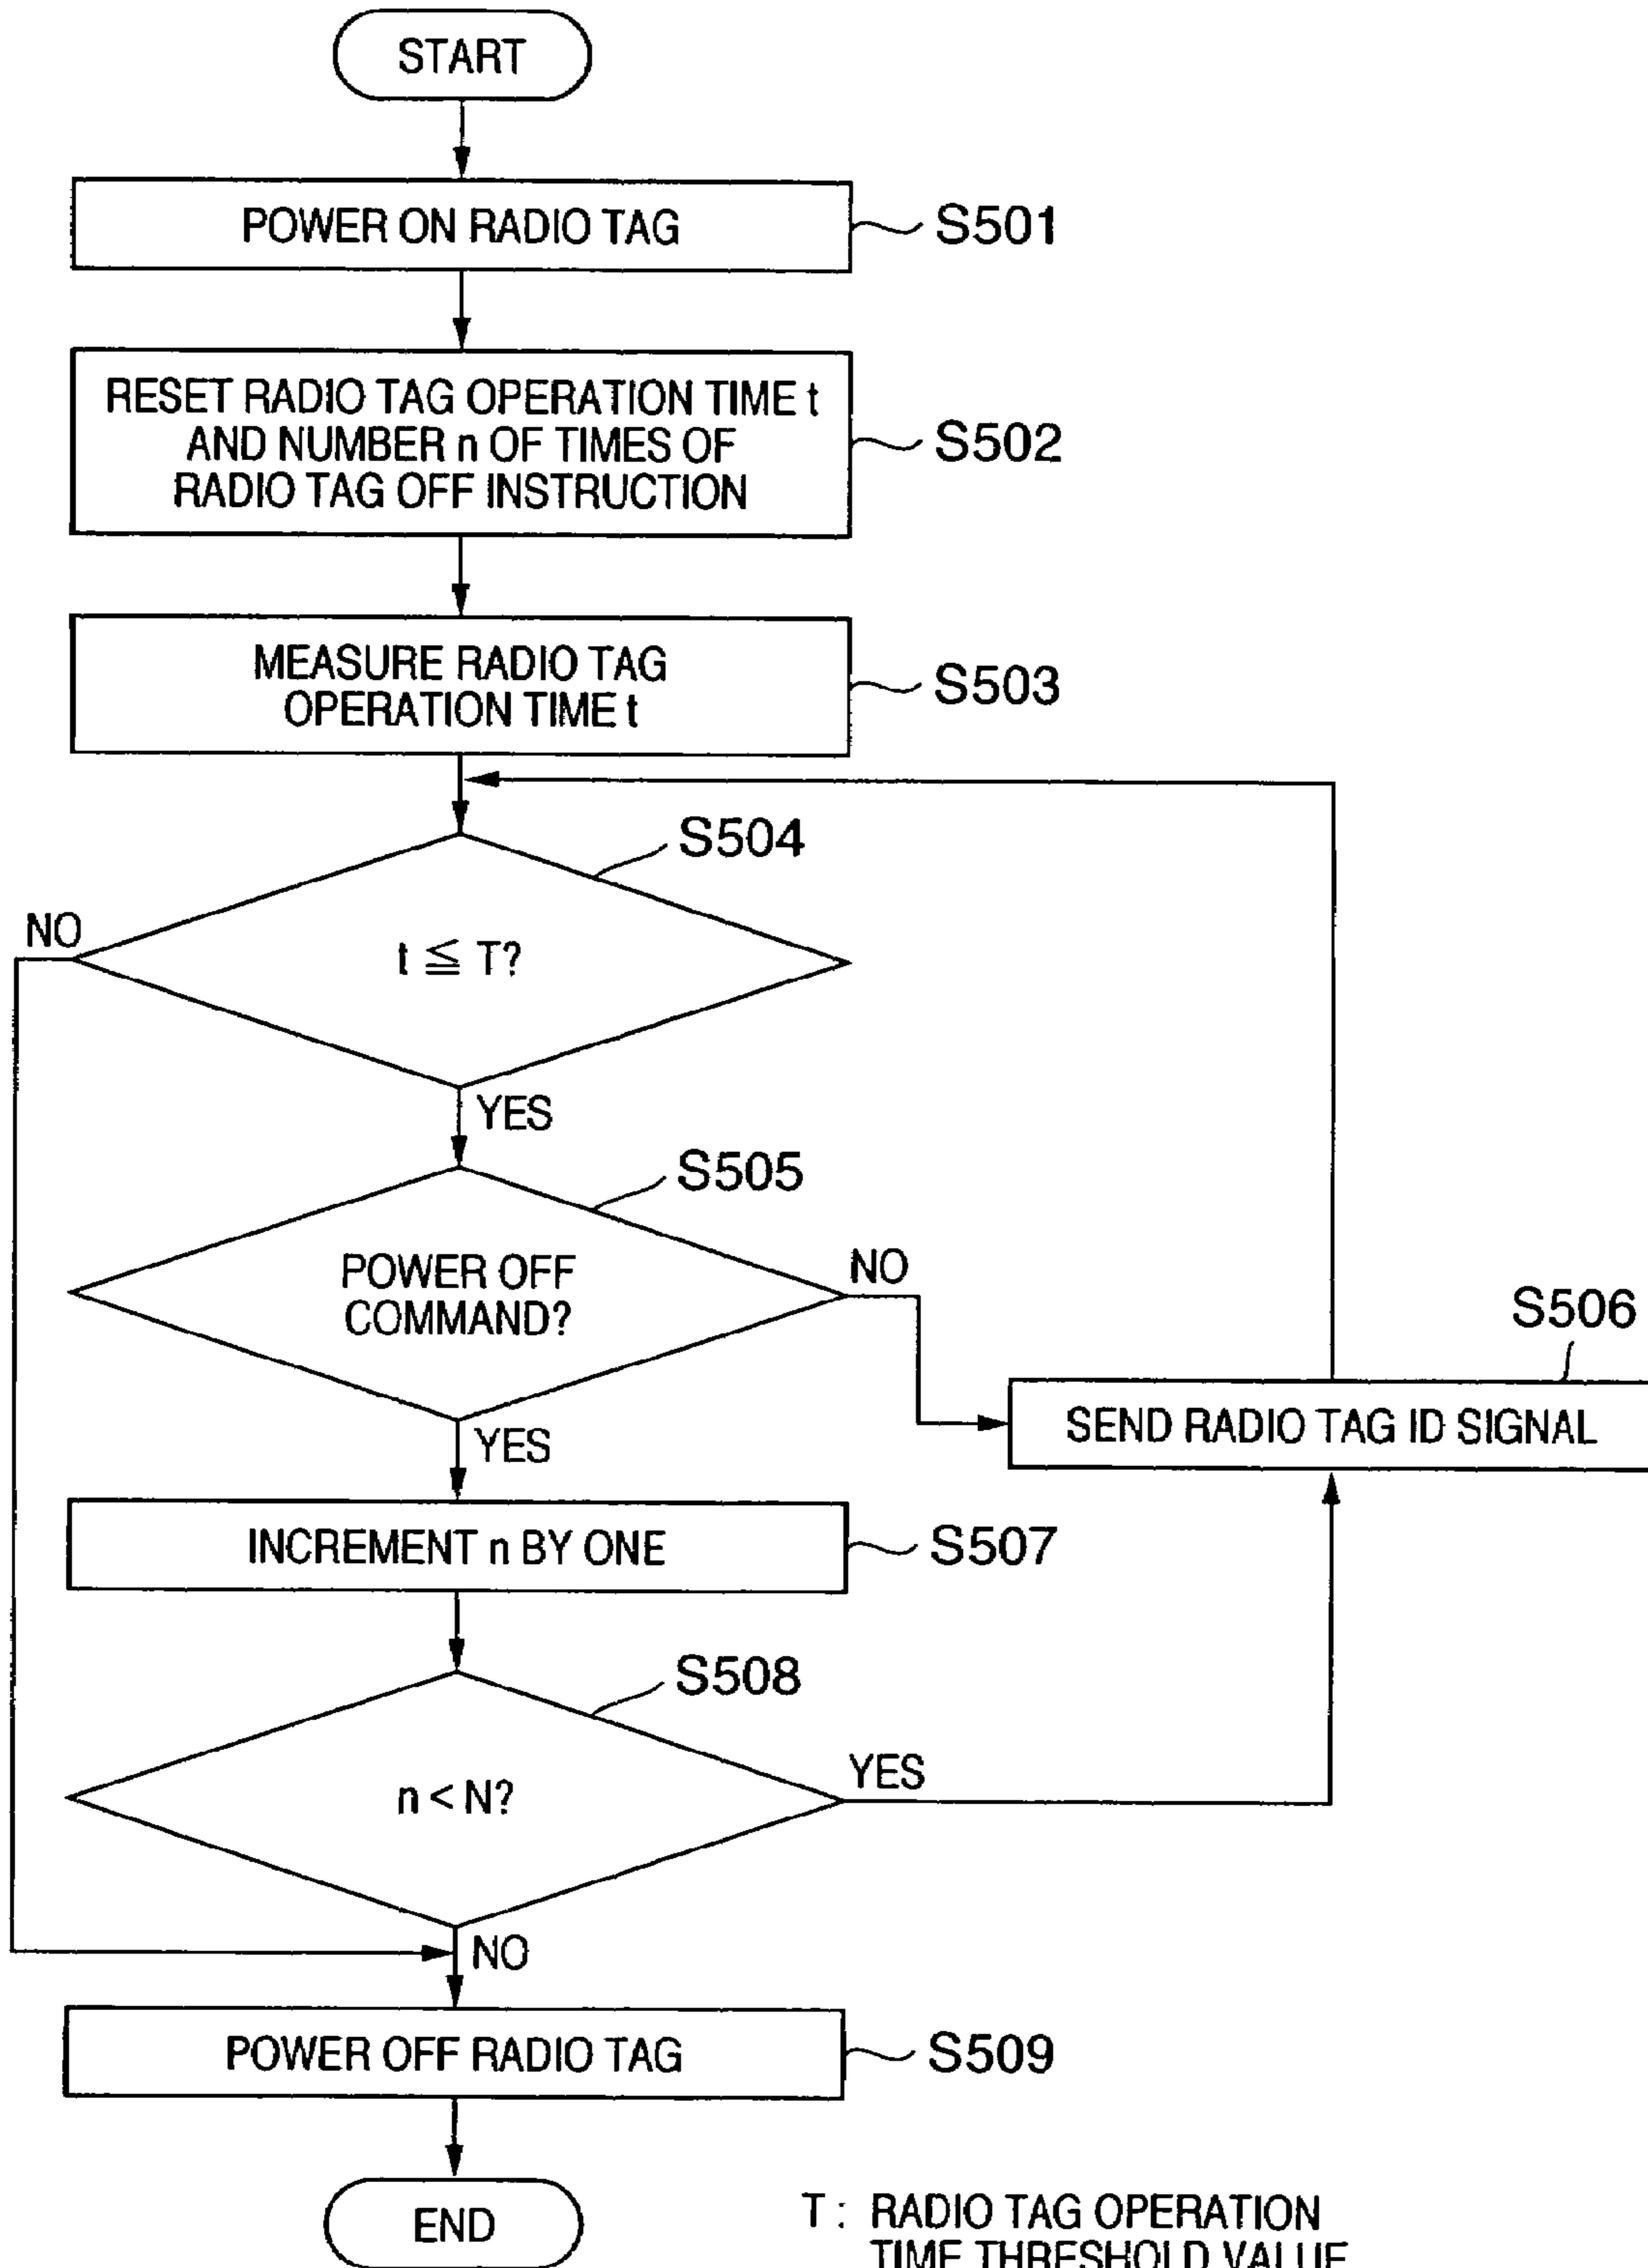 START
POWER ON RADIO TAG
S501
RESET RADIO TAG OPERATION TIME t
AND NUMBER n OF TIMES OF
RADIO TAG OFF INSTRUCTION
S502
MEASURE RADIO TAG
OPERATION TIME t
S503
S504
NO
t ≦ T?
YES
S505
POWER OFF
COMMAND?
NO
S506
SEND RADIO TAG ID SIGNAL
YES
INCREMENT n BY ONE
S507
S508
n < N?
YES
NO
POWER OFF RADIO TAG
S509
END
T : RADIO TAG OPERATION
TIME THRESHOLD VALUE